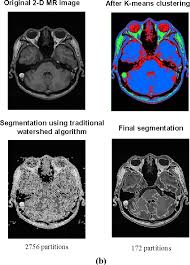 Original 2-D MR image
After K-means clustering
Segmentation using traditional
watershed algorithm
Final segmentation
2756 partitions
172 partitions
(b)